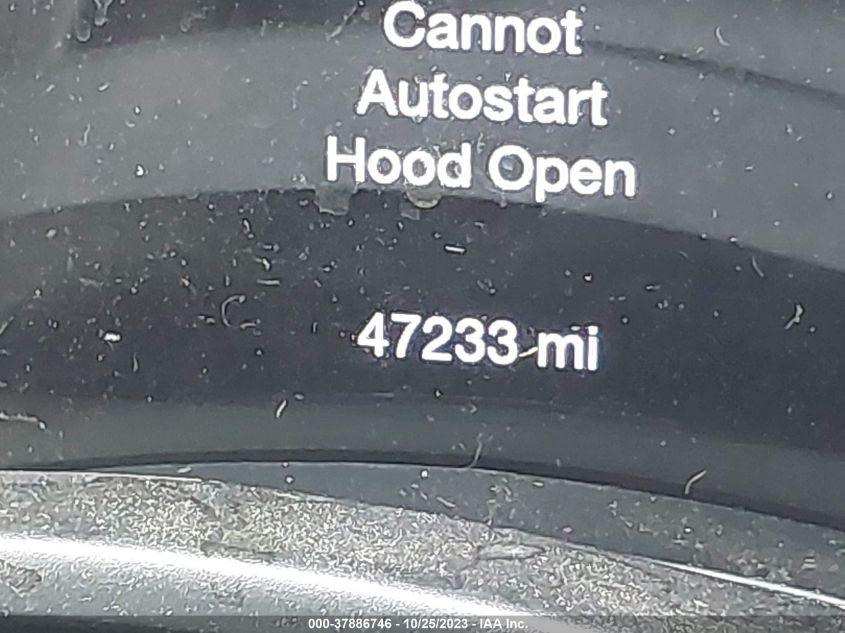 Cannot
Autostart
Hood Open
47233 mi
000-37886746 - 10/25/2023 - IAA Inc.